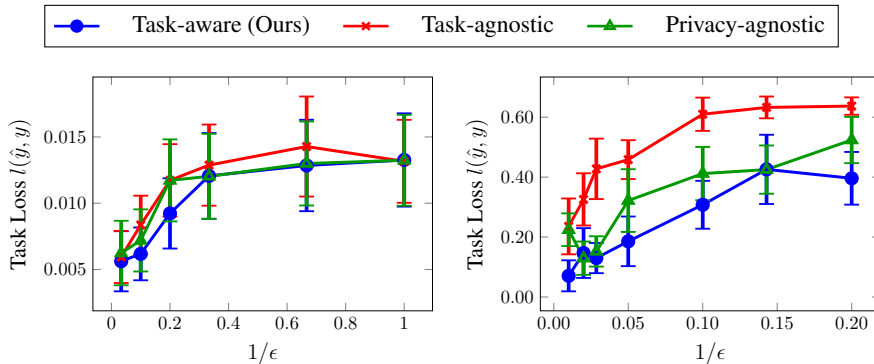 Task-aware (Ours) Task-agnostic Privacy-agnostic
Task Loss l(ŷ, y)
0.015
0.010
0.005
0 0.2 0.4 0.6 0.8 1
1/ϵ
Task Loss l(ŷ, y)
0.60
0.40
0.20
0.00
0.00 0.05 0.10 0.15 0.20
1/ϵ